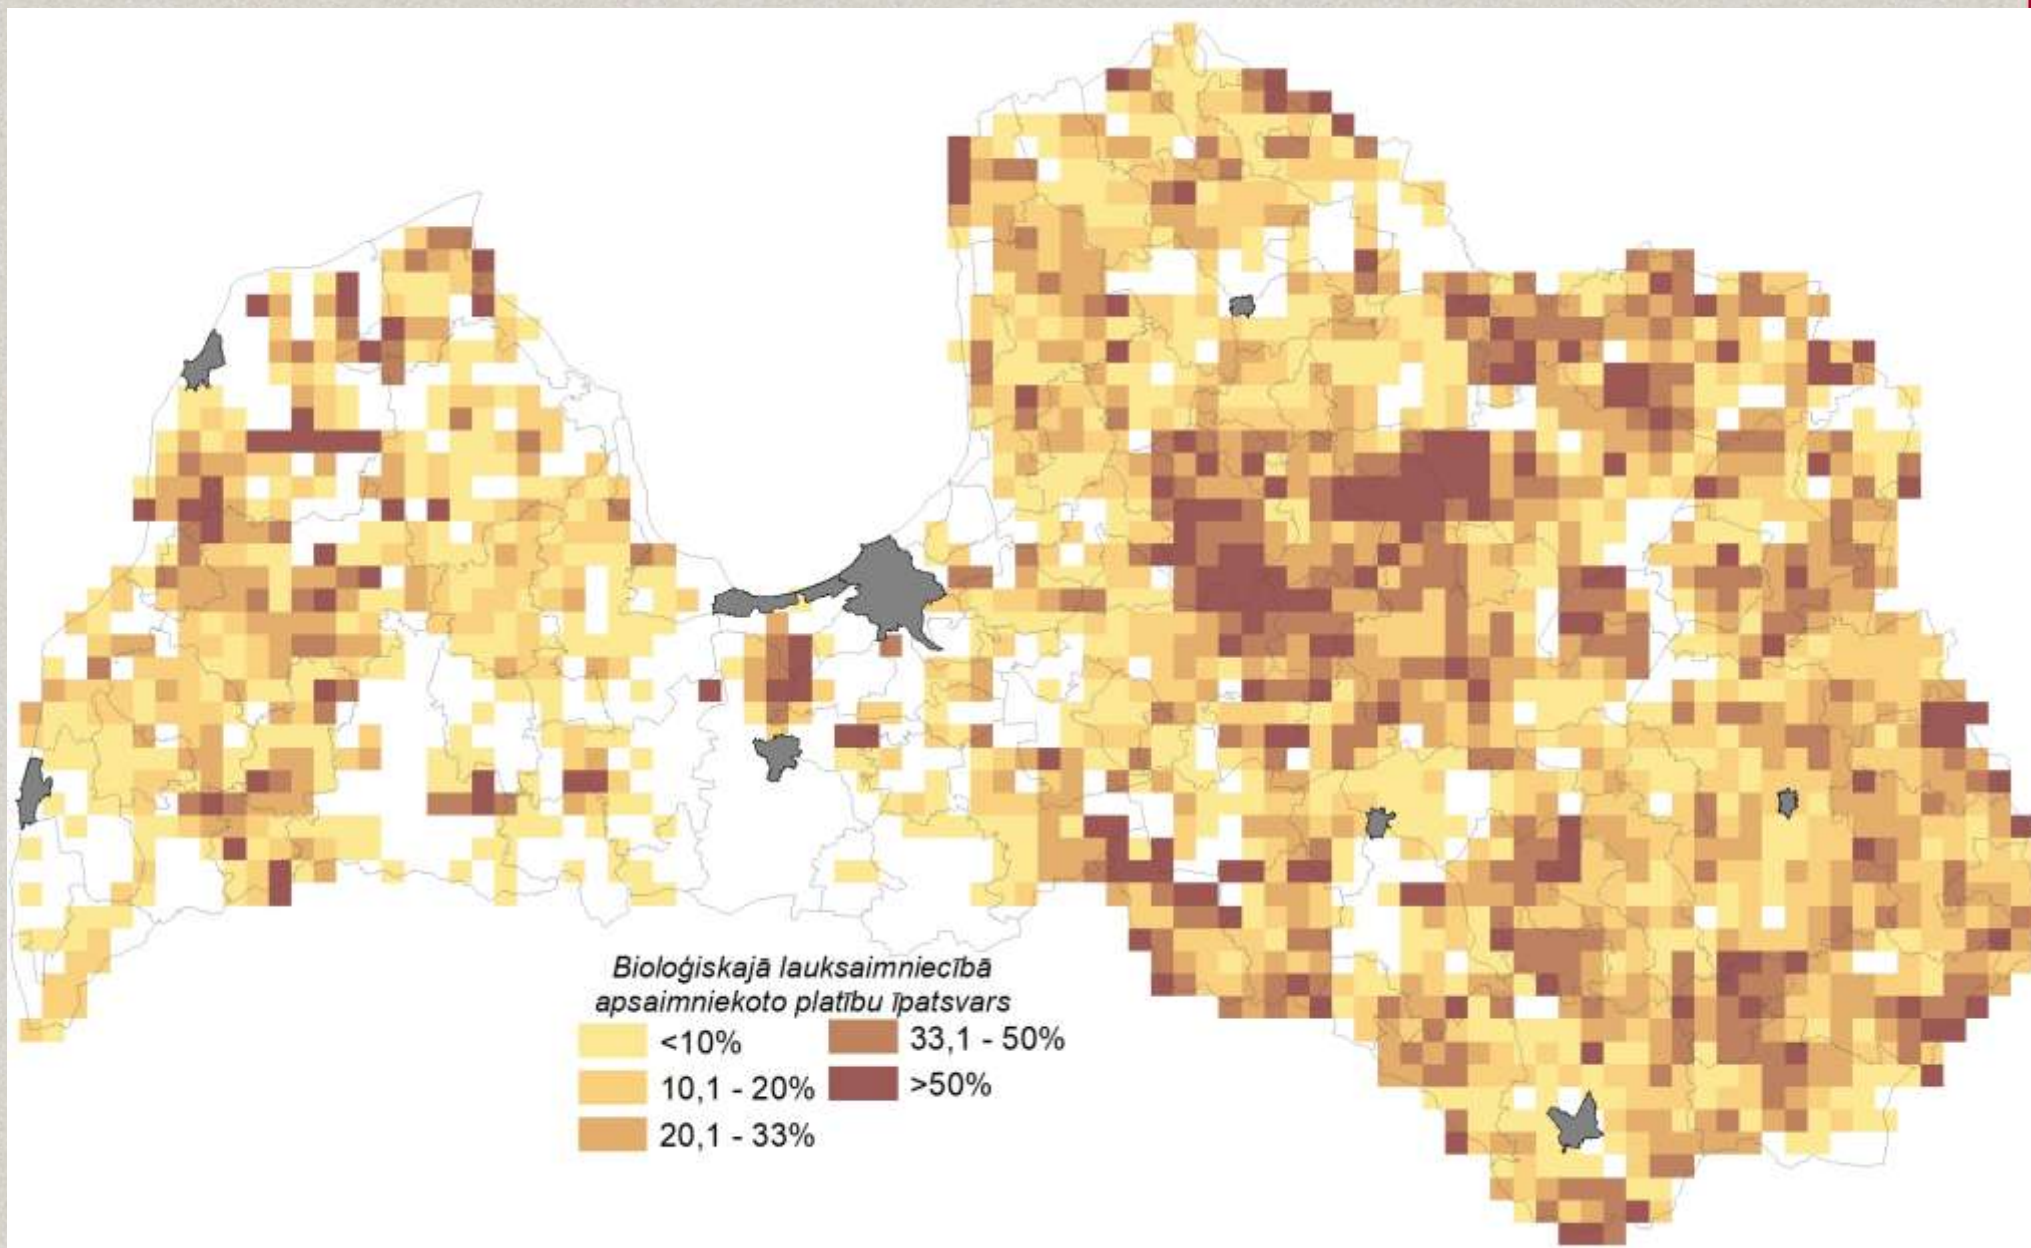 Bioloģiskajā lauksaimniecībā
apsaimniekoto platību īpatsvars
<10%
10,1 - 20%
20,1 - 33%
33,1 - 50%
>50%